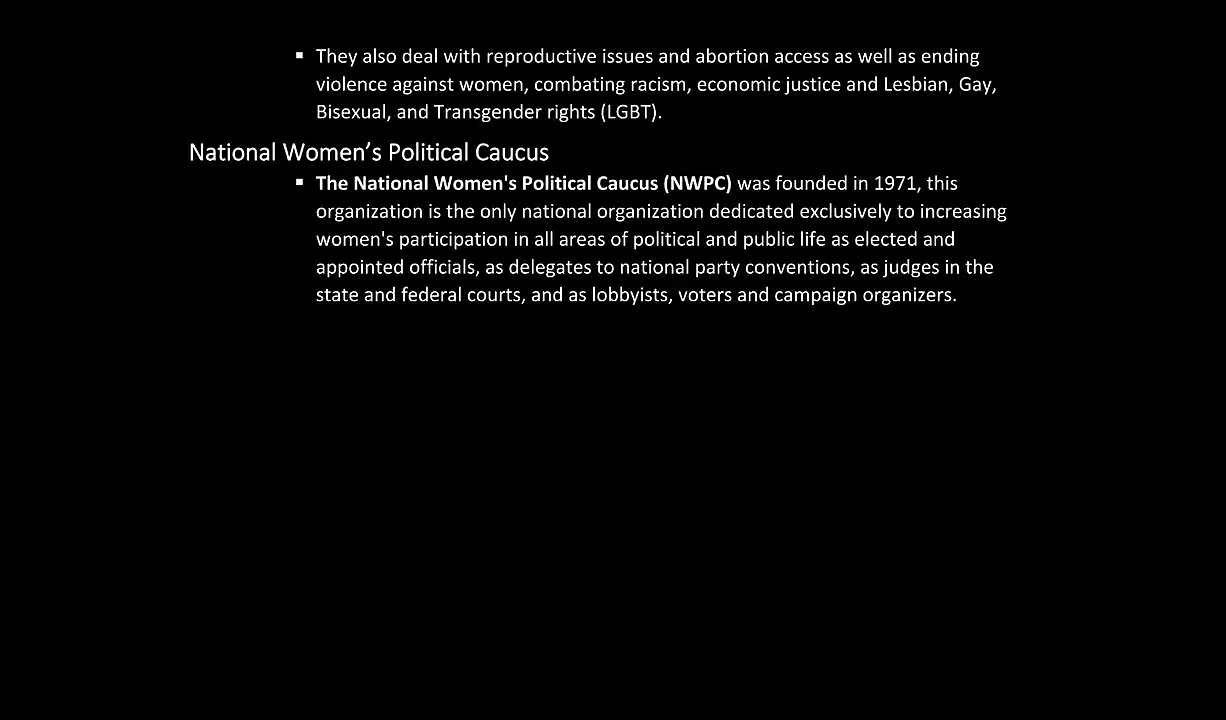 ▪ They also deal with reproductive issues and abortion access as well as ending
violence against women, combating racism, economic justice and Lesbian, Gay,
Bisexual, and Transgender rights (LGBT).
National Women’s Political Caucus
▪ The National Women's Political Caucus (NWPC) was founded in 1971, this
organization is the only national organization dedicated exclusively to increasing
women's participation in all areas of political and public life as elected and
appointed officials, as delegates to national party conventions, as judges in the
state and federal courts, and as lobbyists, voters and campaign organizers.